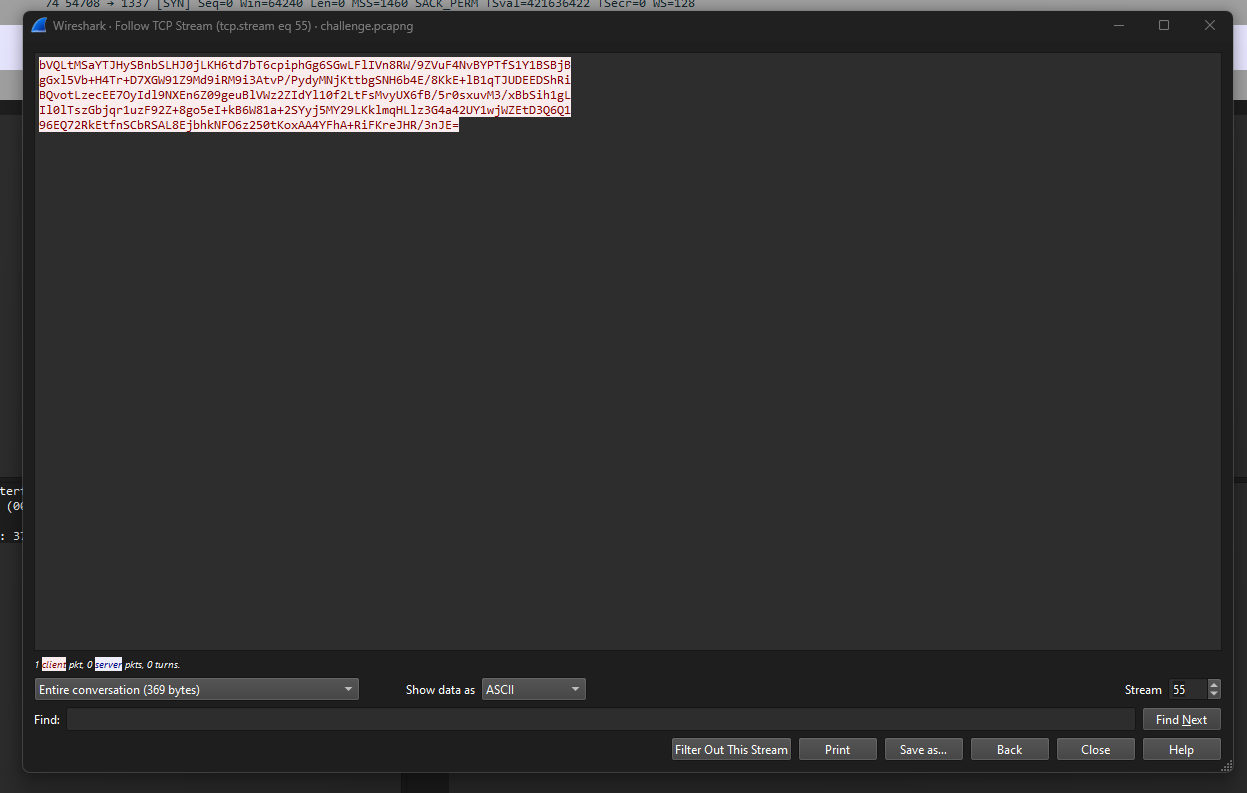 74 54708 → 1337 [SYN] Seq=0 Win=64240 Len=0 MSS=1460 SACK_PERM TSval=421636422 TSecr=0 WS=128
Wireshark · Follow TCP Stream (tcp.stream eq 55) · challenge.pcapng
bVQLtMSaYTJHySBnbSLHJ0jLKH6td7bT6cpiphGg6SGwLFlIVn8RW/9ZVuF4NvBYPTfS1Y1BSBjB
gGxl5Vb+H4Tr+D7XGW91Z9Md9iRM9i3AtvP/PydyMNjKttbgSNH6b4E/8KkE+lB1qTJUDEEDShRi
BQvotLzecEE7OyIdl9NXEn6Z09geuBlVWz2ZIdYl10f2LtFsMvyUX6fB/5r0sxuvM3/xBbSih1gL
Il0lTszGbjqr1uzF92Z+8go5eI+kB6W81a+2SYyj5MY29LKklmqHLlz3G4a42UY1wjWZEtD3Q6Q1
96EQ72RkEtfnSCbRSAL8EjbhkNFO6z250tKoxAA4YFhA+RiFKreJHR/3nJE=
terf
(00
: 37
1 client pkt, 0 server pkts, 0 turns.
Entire conversation (369 bytes) Show data as ASCII Stream 55
Find: Find Next
Filter Out This Stream Print Save as... Back Close Help